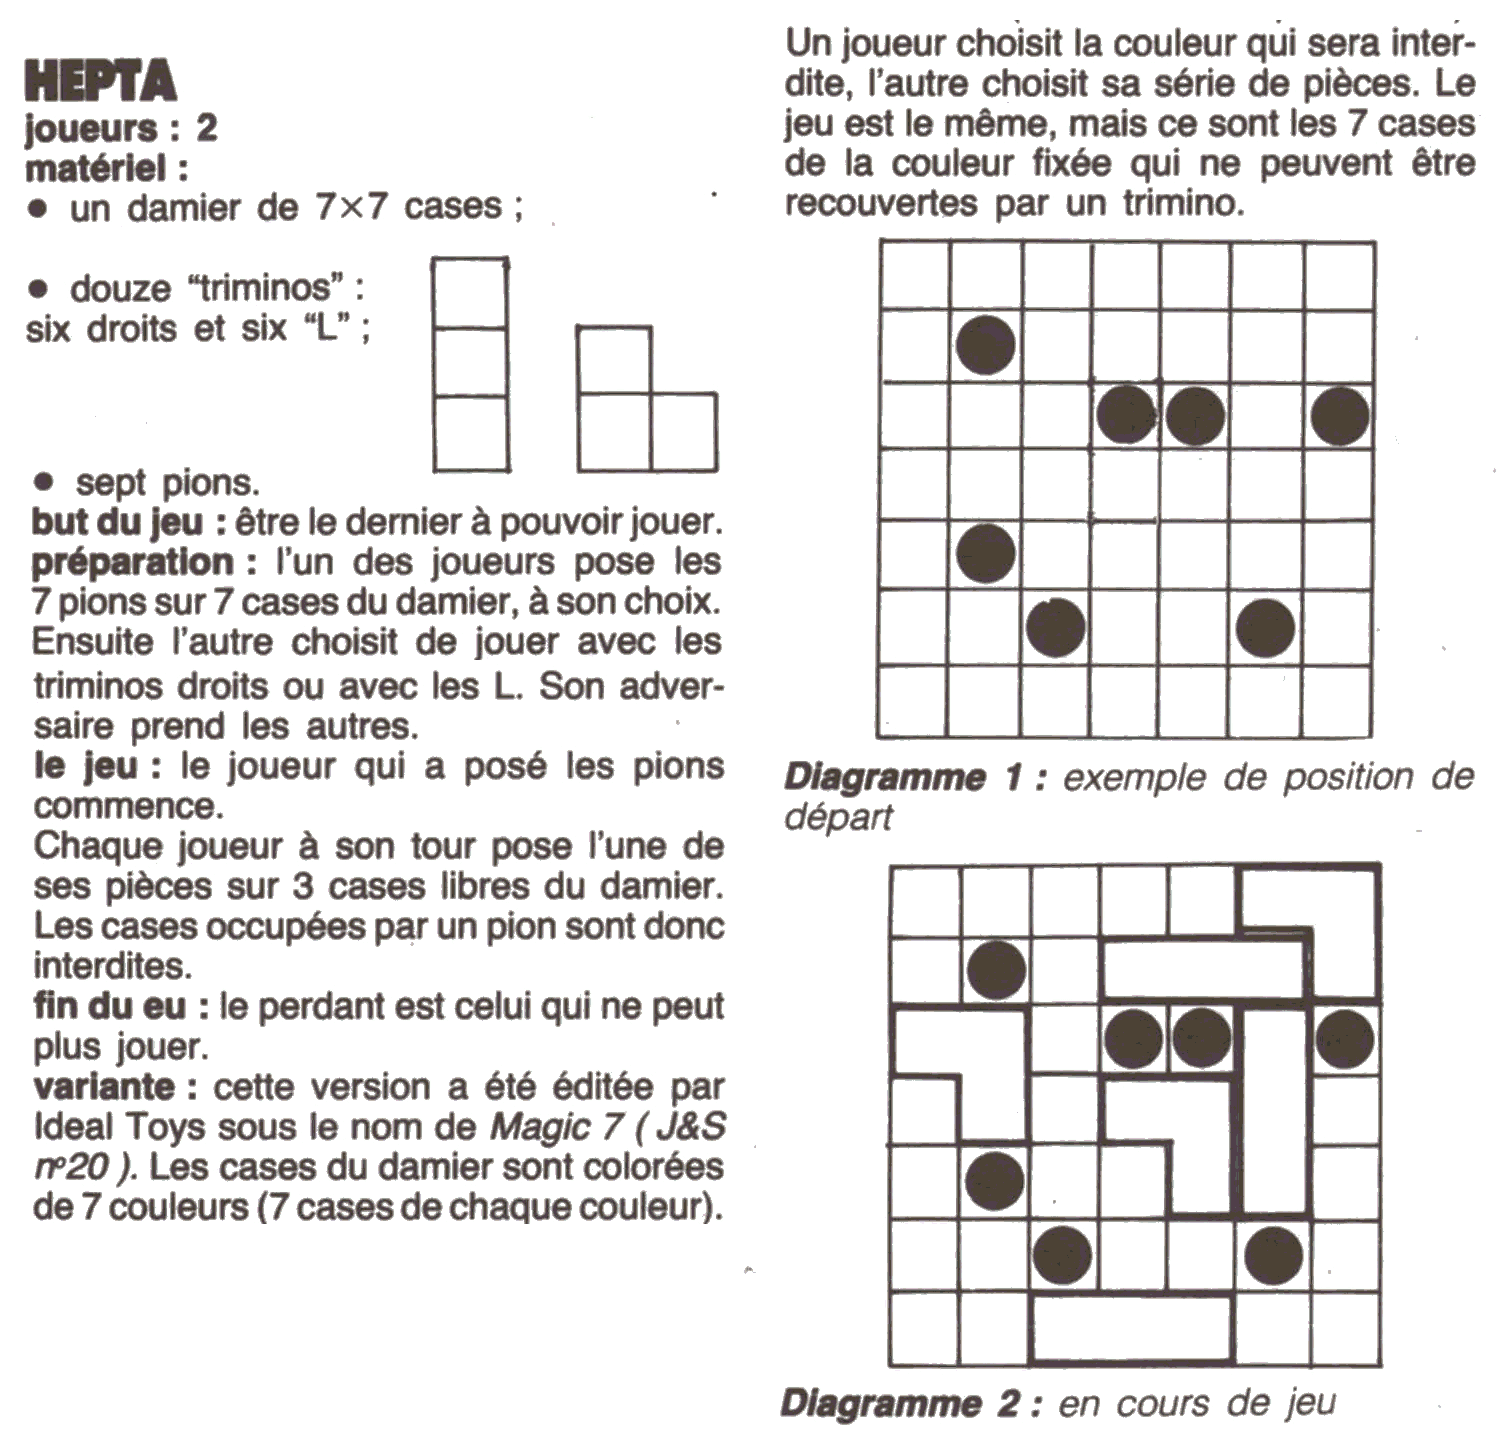 HEPTA
joueurs : 2
matériel :
● un damier de 7×7 cases ;
● douze “triminos” :
six droits et six “L” ;
● sept pions.
but du jeu : être le dernier à pouvoir jouer.
préparation : l’un des joueurs pose les
7 pions sur 7 cases du damier, à son choix.
Ensuite l’autre choisit de jouer avec les
triminos droits ou avec les L. Son adver-
saire prend les autres.
le jeu : le joueur qui a posé les pions
commence.
Chaque joueur à son tour pose l’une de
ses pièces sur 3 cases libres du damier.
Les cases occupées par un pion sont donc
interdites.
fin du eu : le perdant est celui qui ne peut
plus jouer.
variante : cette version a été éditée par
Ideal Toys sous le nom de Magic 7 ( J&S
nº20 ). Les cases du damier sont colorées
de 7 couleurs (7 cases de chaque couleur).
Un joueur choisit la couleur qui sera inter-
dite, l’autre choisit sa série de pièces. Le
jeu est le même, mais ce sont les 7 cases
de la couleur fixée qui ne peuvent être
recouvertes par un trimino.
Diagramme 1 : exemple de position de
départ
Diagramme 2 : en cours de jeu